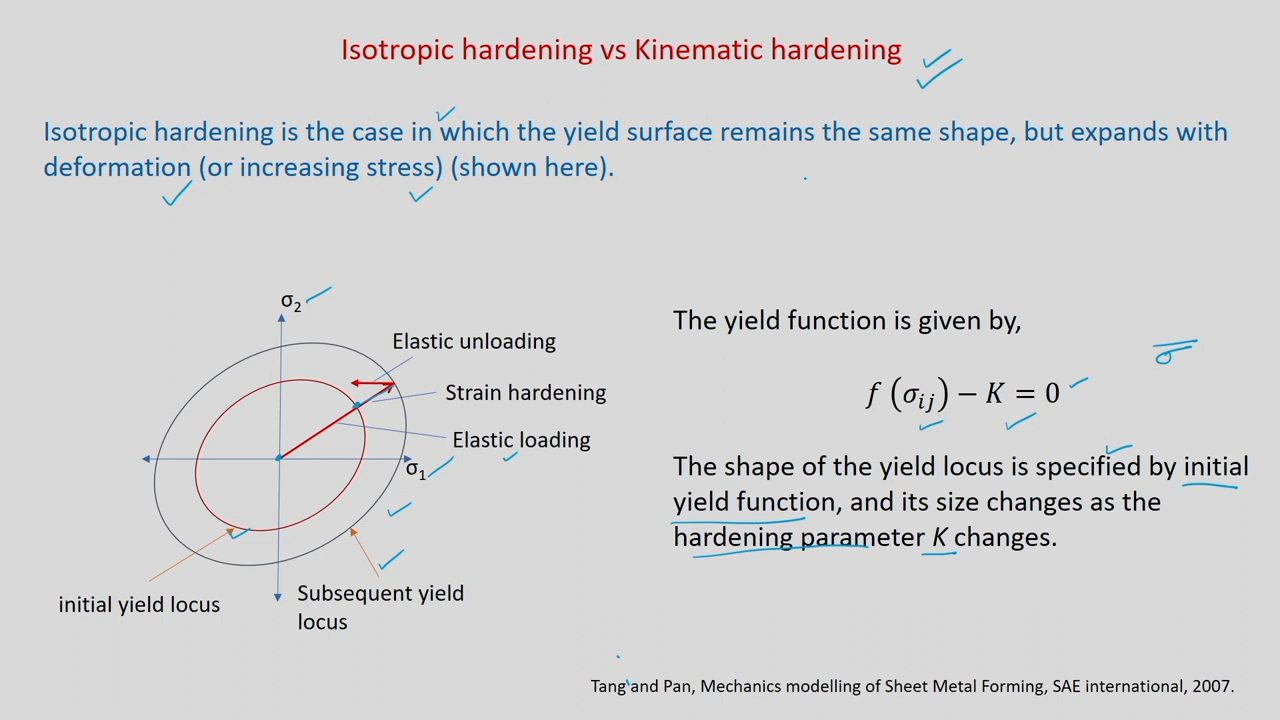 Isotropic hardening vs Kinematic hardening
Isotropic hardening is the case in which the yield surface remains the same shape, but expands with
deformation (or increasing stress) (shown here).
σ2
Elastic unloading
Strain hardening
Elastic loading
σ1
initial yield locus
Subsequent yield
locus
The yield function is given by,
σ̅
f (σij) − K = 0
The shape of the yield locus is specified by initial
yield function, and its size changes as the
hardening parameter K changes.
Tang and Pan, Mechanics modelling of Sheet Metal Forming, SAE international, 2007.